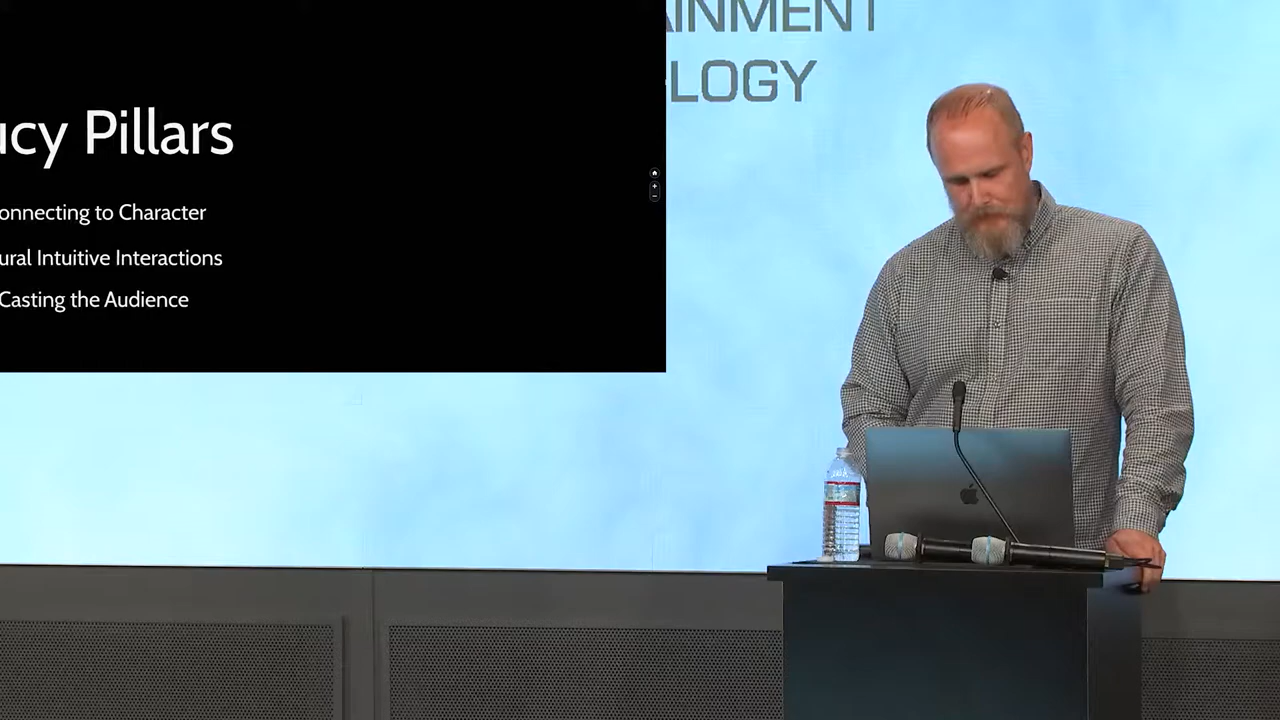 AINMENT
LOGY
ucy Pillars
onnecting to Character
ural Intuitive Interactions
Casting the Audience